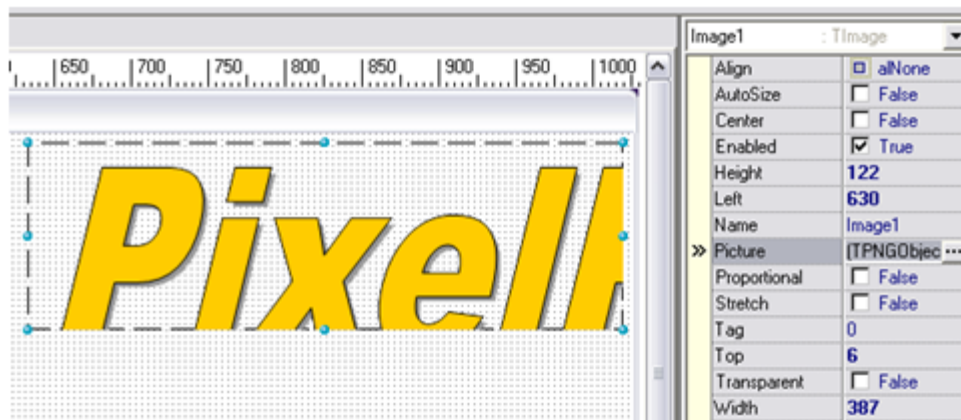 650 700 750 800 850 900 950 1000
Pixell
Image1 : TImage
Align alNone
AutoSize False
Center False
Enabled True
Height 122
Left 630
Name Image1
» Picture (TPNGObjec ...
Proportional False
Stretch False
Tag 0
Top 6
Transparent False
Width 387